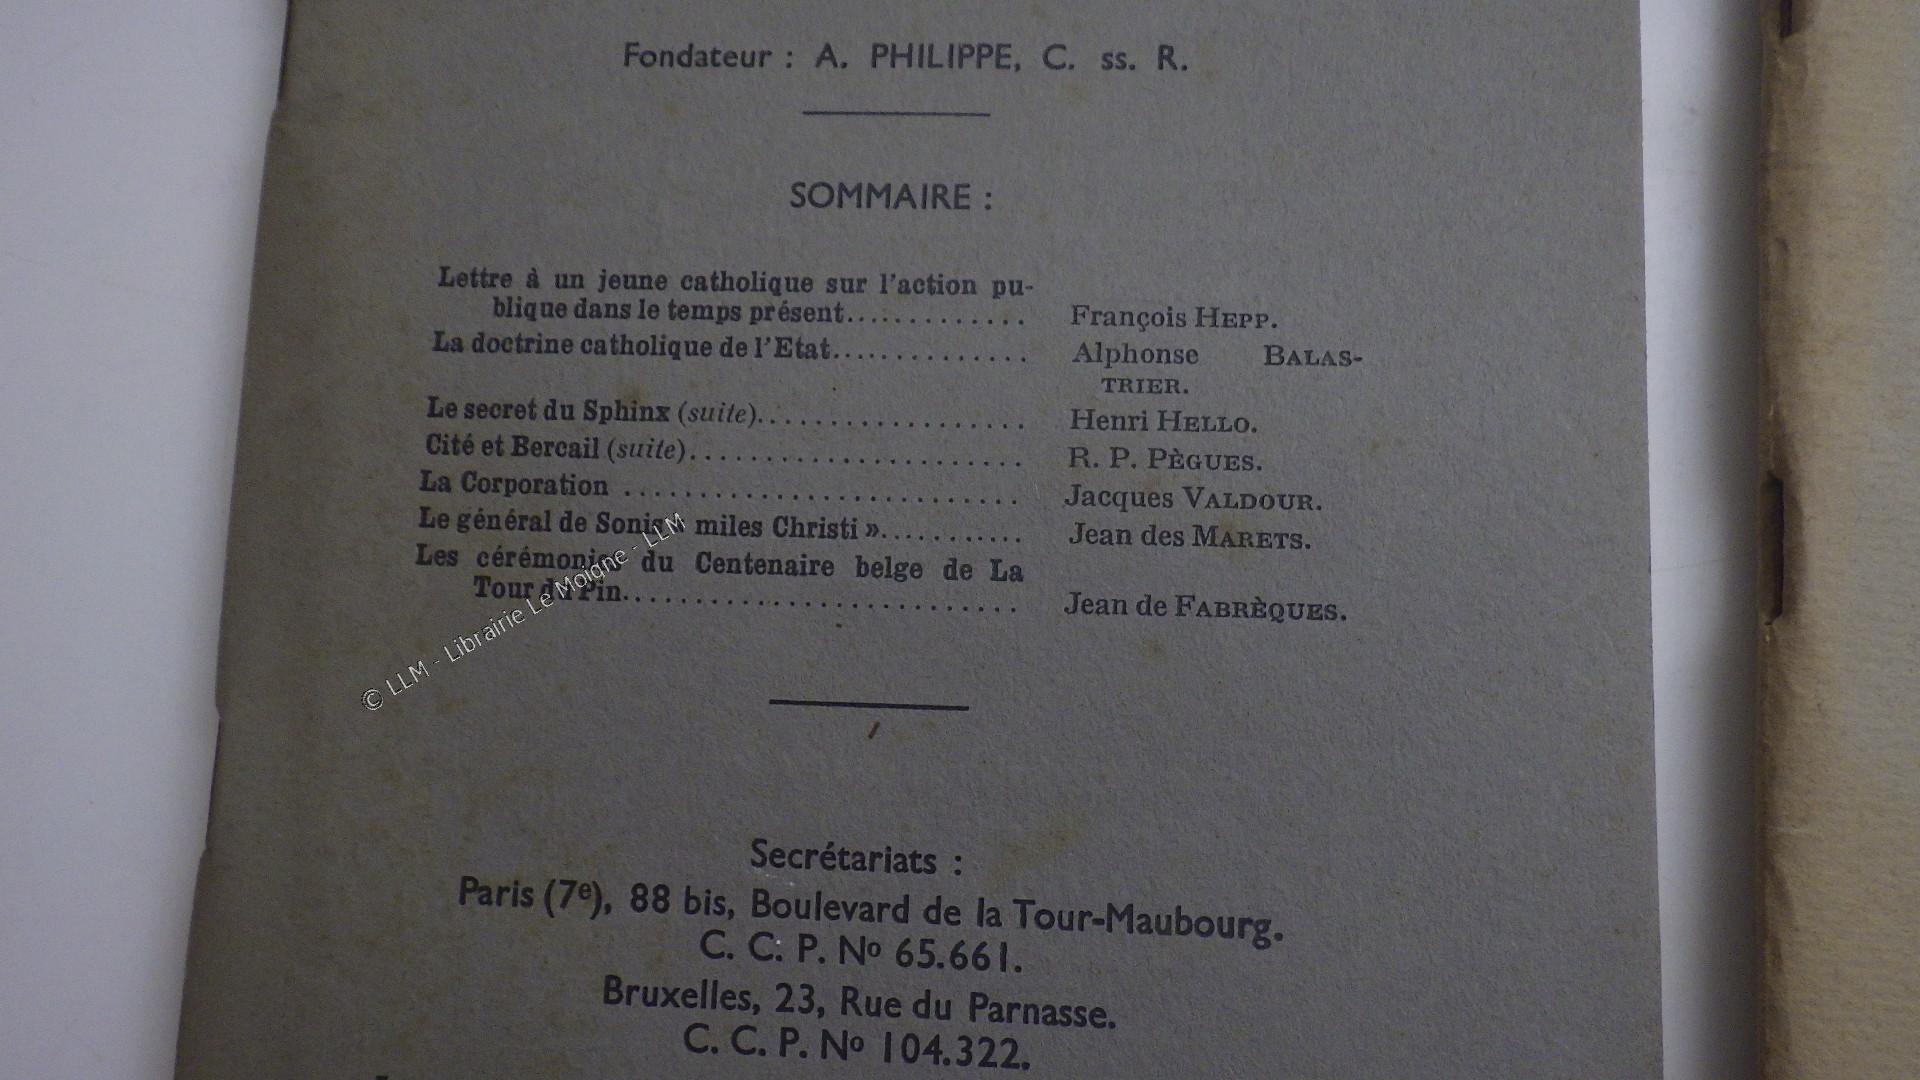 Fondateur : A. PHILIPPE, C. ss. R.
SOMMAIRE :
Lettre à un jeune catholique sur l'action pu-
blique dans le temps présent............. François HEPP.
La doctrine catholique de l'Etat.............. Alphonse BALAS-
TRIER.
Le secret du Sphinx (suite)................... Henri HELLO.
Cité et Bercail (suite)....................... R. P. PÈGUES.
La Corporation ........................... Jacques VALDOUR.
Le général de Sonis « miles Christi »........... Jean des MARETS.
Les cérémonies du Centenaire belge de La
Tour du Pin........................... Jean de FABRÈQUES.
© LLM - Librairie Le Moigne - LLM
Secrétariats :
Paris (7e), 88 bis, Boulevard de la Tour-Maubourg.
C. C. P. No 65.661.
Bruxelles, 23, Rue du Parnasse.
C. C. P. No 104.322.